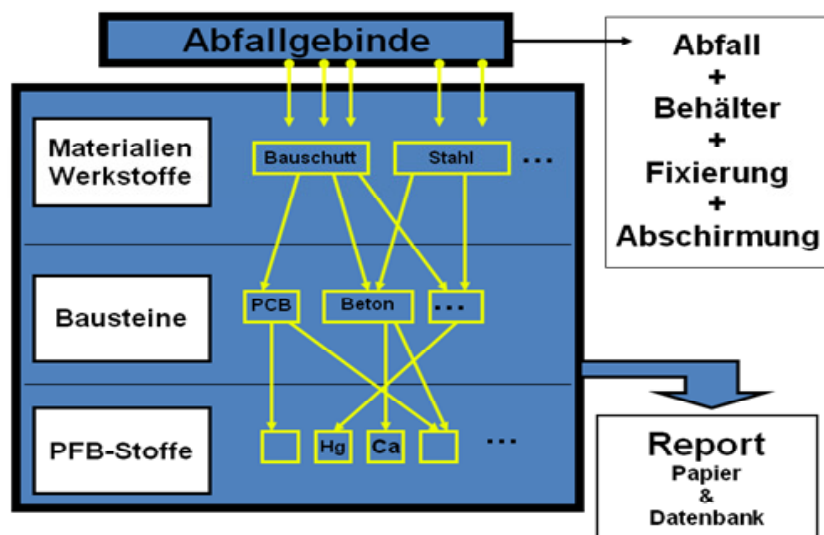 Abfallgebinde
Abfall
+
Behälter
+
Fixierung
+
Abschirmung
Materialien
Werkstoffe
Bauschutt
Stahl
...
Bausteine
PCB
Beton
...
PFB-Stoffe
Hg
Ca
...
Report
Papier
&
Datenbank